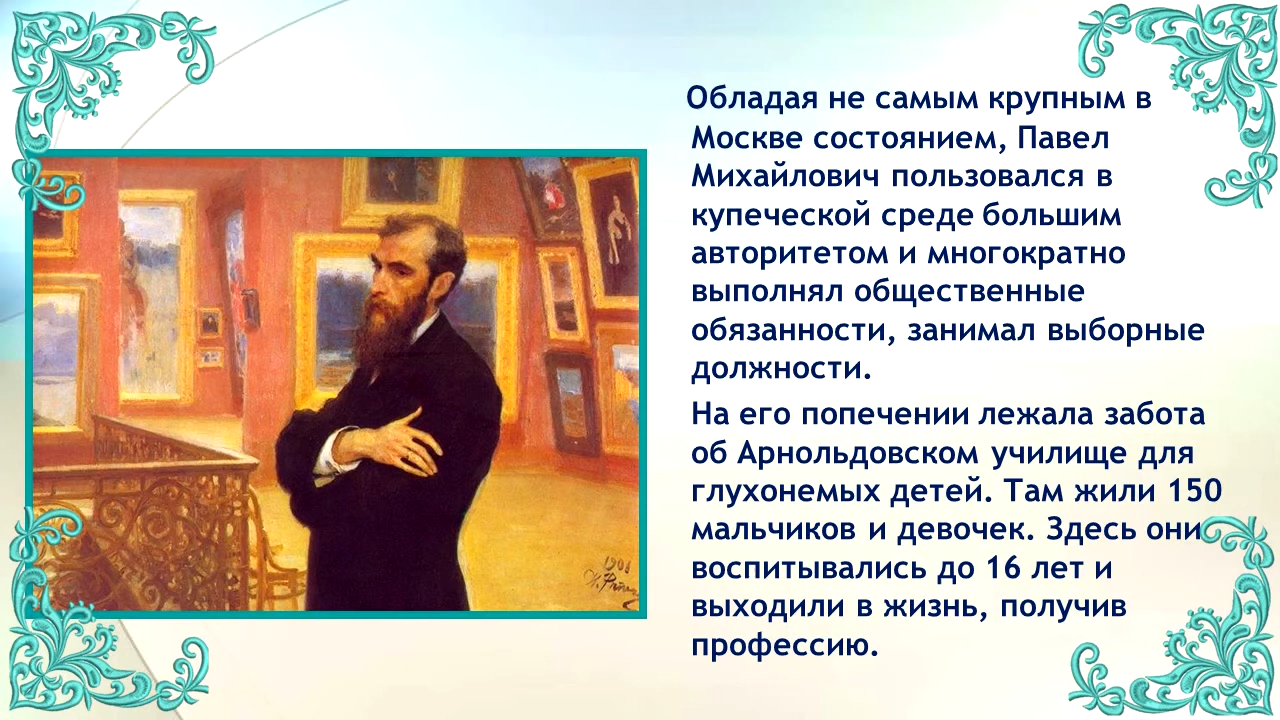 Обладая не самым крупным в
Москве состоянием, Павел
Михайлович пользовался в
купеческой среде большим
авторитетом и многократно
выполнял общественные
обязанности, занимал выборные
должности.
На его попечении лежала забота
об Арнольдовском училище для
глухонемых детей. Там жили 150
мальчиков и девочек. Здесь они
воспитывались до 16 лет и
выходили в жизнь, получив
профессию.